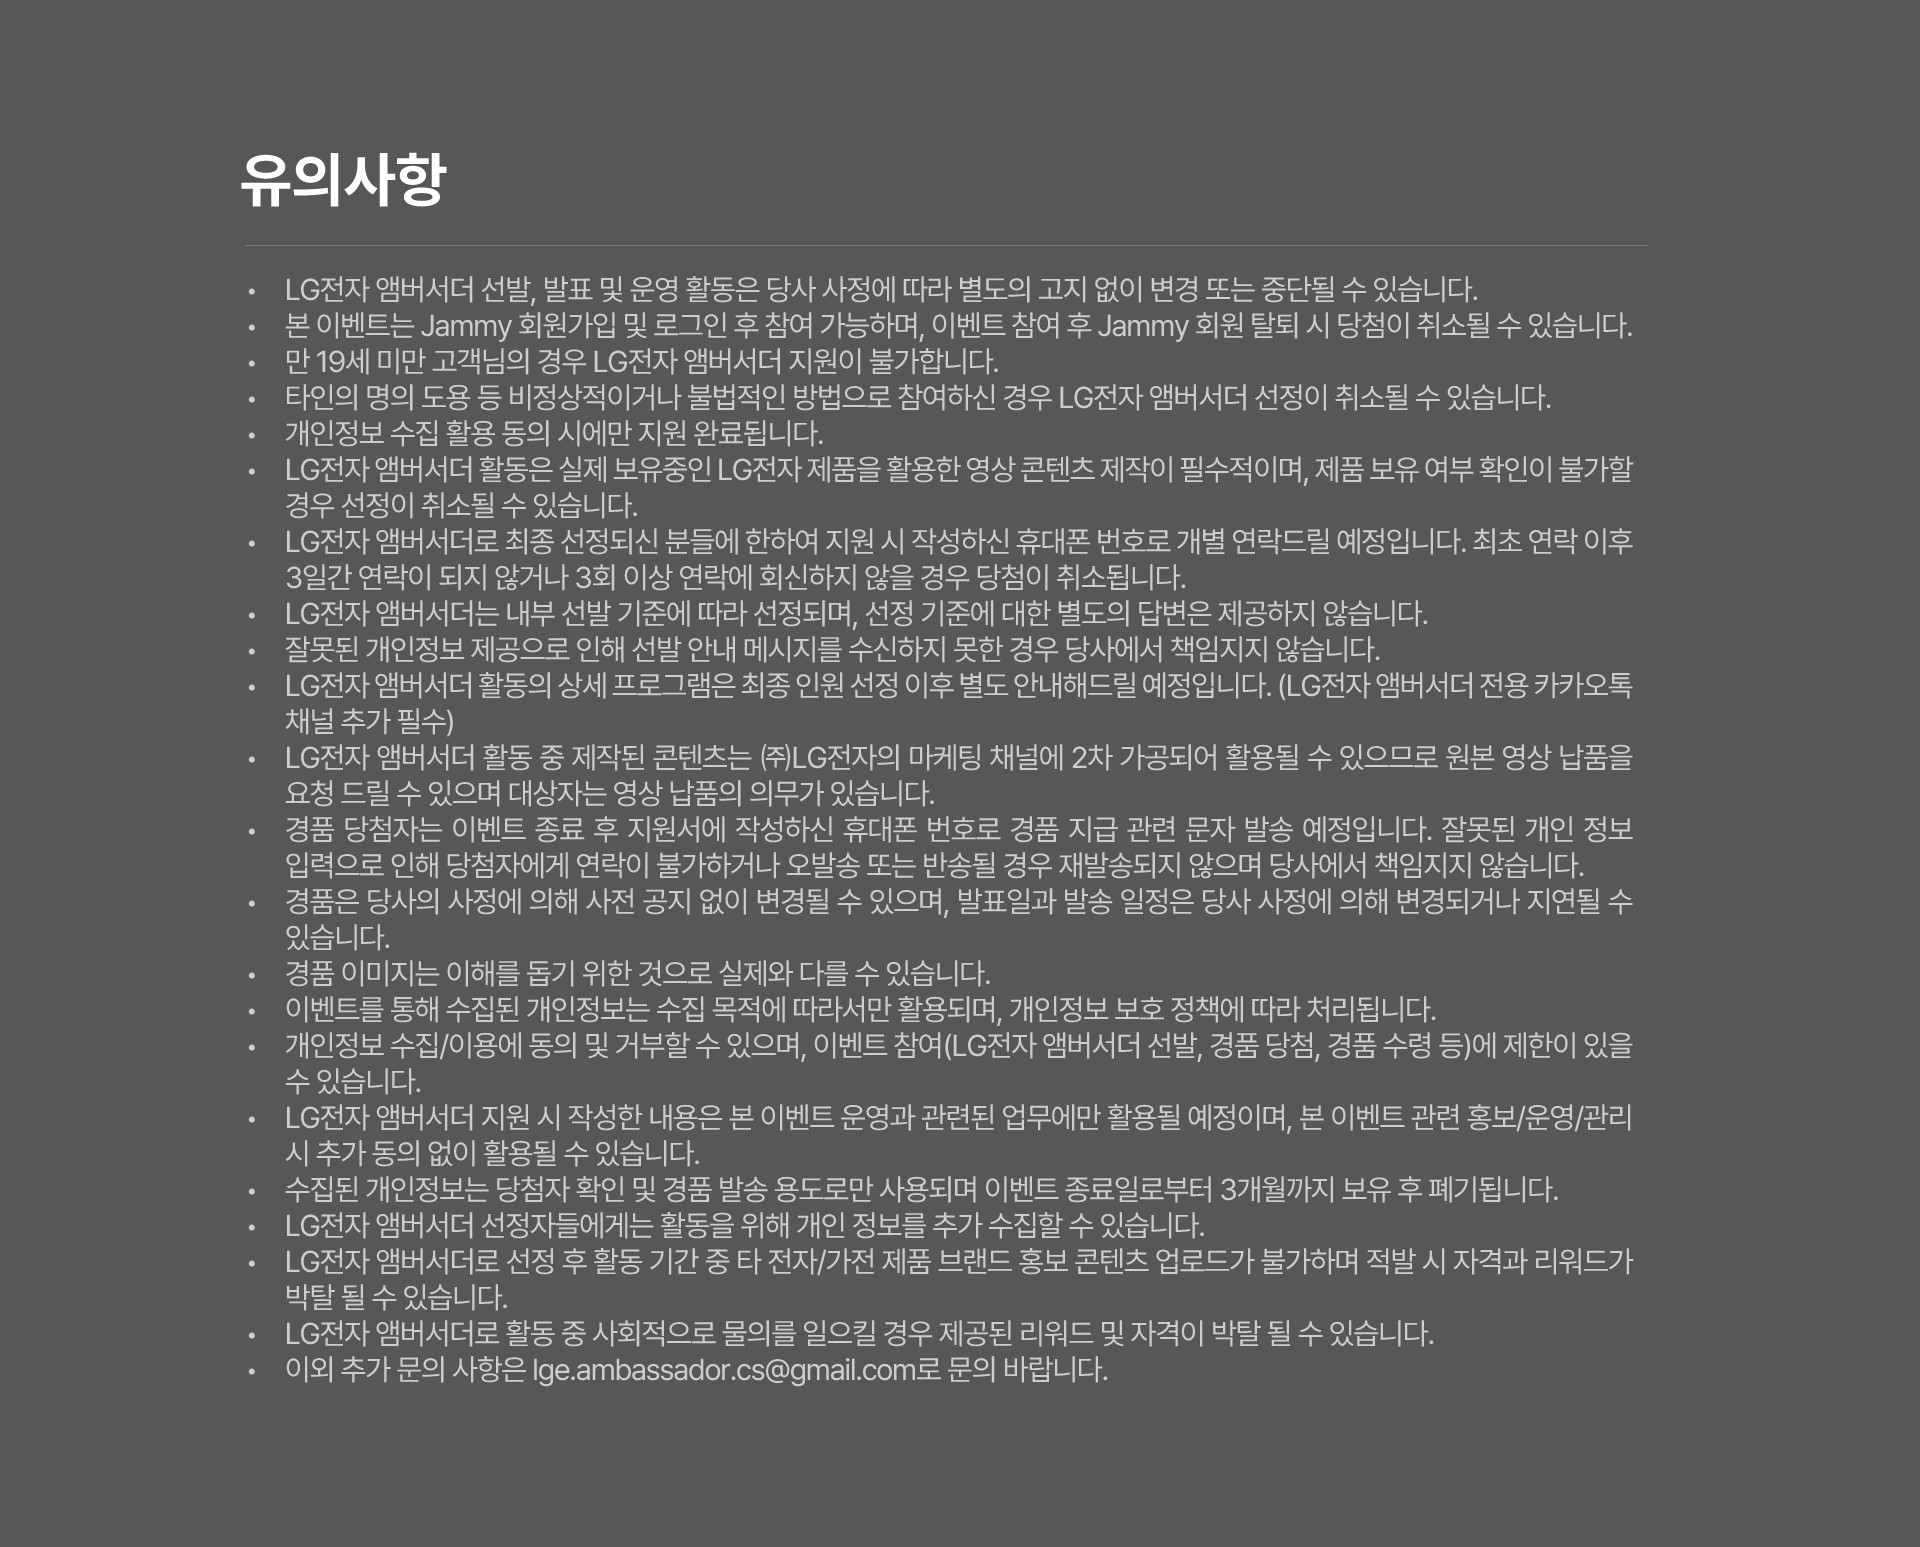 유의사항
• LG전자 앰버서더 선발, 발표 및 운영 활동은 당사 사정에 따라 별도의 고지 없이 변경 또는 중단될 수 있습니다.
• 본 이벤트는 Jammy 회원가입 및 로그인 후 참여 가능하며, 이벤트 참여 후 Jammy 회원 탈퇴 시 당첨이 취소될 수 있습니다.
• 만 19세 미만 고객님의 경우 LG전자 앰버서더 지원이 불가합니다.
• 타인의 명의 도용 등 비정상적이거나 불법적인 방법으로 참여하신 경우 LG전자 앰버서더 선정이 취소될 수 있습니다.
• 개인정보 수집 활용 동의 시에만 지원 완료됩니다.
• LG전자 앰버서더 활동은 실제 보유중인 LG전자 제품을 활용한 영상 콘텐츠 제작이 필수적이며, 제품 보유 여부 확인이 불가할
경우 선정이 취소될 수 있습니다.
• LG전자 앰버서더로 최종 선정되신 분들에 한하여 지원 시 작성하신 휴대폰 번호로 개별 연락드릴 예정입니다. 최초 연락 이후
3일간 연락이 되지 않거나 3회 이상 연락에 회신하지 않을 경우 당첨이 취소됩니다.
• LG전자 앰버서더는 내부 선발 기준에 따라 선정되며, 선정 기준에 대한 별도의 답변은 제공하지 않습니다.
• 잘못된 개인정보 제공으로 인해 선발 안내 메시지를 수신하지 못한 경우 당사에서 책임지지 않습니다.
• LG전자 앰버서더 활동의 상세 프로그램은 최종 인원 선정 이후 별도 안내해드릴 예정입니다. (LG전자 앰버서더 전용 카카오톡
채널 추가 필수)
• LG전자 앰버서더 활동 중 제작된 콘텐츠는 ㈜LG전자의 마케팅 채널에 2차 가공되어 활용될 수 있으므로 원본 영상 납품을
요청 드릴 수 있으며 대상자는 영상 납품의 의무가 있습니다.
• 경품 당첨자는 이벤트 종료 후 지원서에 작성하신 휴대폰 번호로 경품 지급 관련 문자 발송 예정입니다. 잘못된 개인 정보
입력으로 인해 당첨자에게 연락이 불가하거나 오발송 또는 반송될 경우 재발송되지 않으며 당사에서 책임지지 않습니다.
• 경품은 당사의 사정에 의해 사전 공지 없이 변경될 수 있으며, 발표일과 발송 일정은 당사 사정에 의해 변경되거나 지연될 수
있습니다.
• 경품 이미지는 이해를 돕기 위한 것으로 실제와 다를 수 있습니다.
• 이벤트를 통해 수집된 개인정보는 수집 목적에 따라서만 활용되며, 개인정보 보호 정책에 따라 처리됩니다.
• 개인정보 수집/이용에 동의 및 거부할 수 있으며, 이벤트 참여(LG전자 앰버서더 선발, 경품 당첨, 경품 수령 등)에 제한이 있을
수 있습니다.
• LG전자 앰버서더 지원 시 작성한 내용은 본 이벤트 운영과 관련된 업무에만 활용될 예정이며, 본 이벤트 관련 홍보/운영/관리
시 추가 동의 없이 활용될 수 있습니다.
• 수집된 개인정보는 당첨자 확인 및 경품 발송 용도로만 사용되며 이벤트 종료일로부터 3개월까지 보유 후 폐기됩니다.
• LG전자 앰버서더 선정자들에게는 활동을 위해 개인 정보를 추가 수집할 수 있습니다.
• LG전자 앰버서더로 선정 후 활동 기간 중 타 전자/가전 제품 브랜드 홍보 콘텐츠 업로드가 불가하며 적발 시 자격과 리워드가
박탈 될 수 있습니다.
• LG전자 앰버서더로 활동 중 사회적으로 물의를 일으킬 경우 제공된 리워드 및 자격이 박탈 될 수 있습니다.
• 이외 추가 문의 사항은 lge.ambassador.cs@gmail.com로 문의 바랍니다.